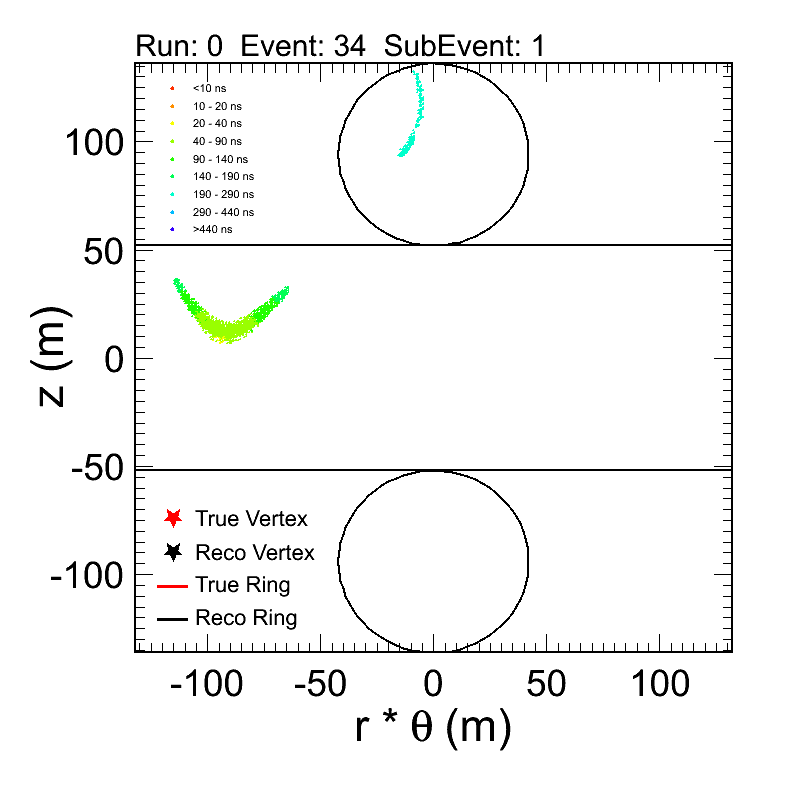 Run: 0  Event: 34  SubEvent: 1
<10 ns
10 - 20 ns
20 - 40 ns
40 - 90 ns
90 - 140 ns
140 - 190 ns
190 - 290 ns
290 - 440 ns
>440 ns
100
50
0
-50
-100
z (m)
True Vertex
Reco Vertex
True Ring
Reco Ring
-100 -50 0 50 100
r * θ (m)